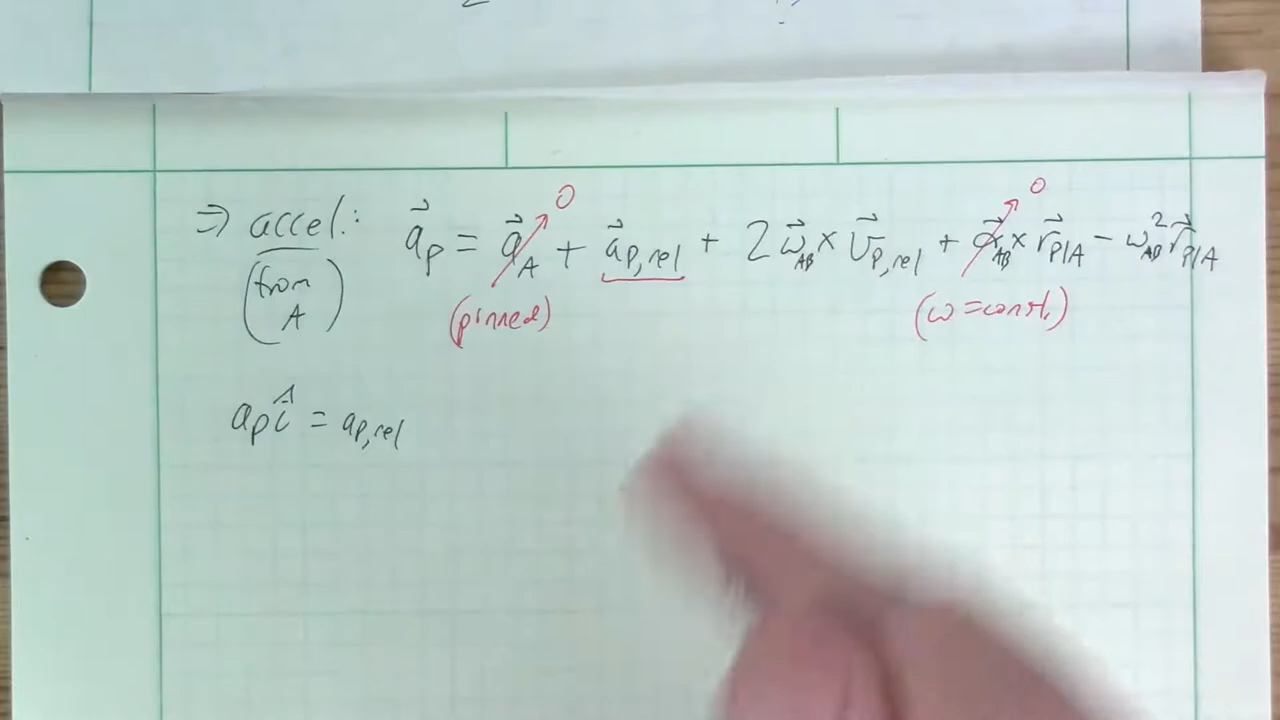 ⇒ accel.: a⃗_P = a⃗_A + a⃗_P,rel + 2 ω⃗_AB × v⃗_P,rel + α⃗_AB × r⃗_P/A − ω_AB² r⃗_P/A
0
0
(from A)
(pinned)
(ω = const.)
a_P î = a_P,rel